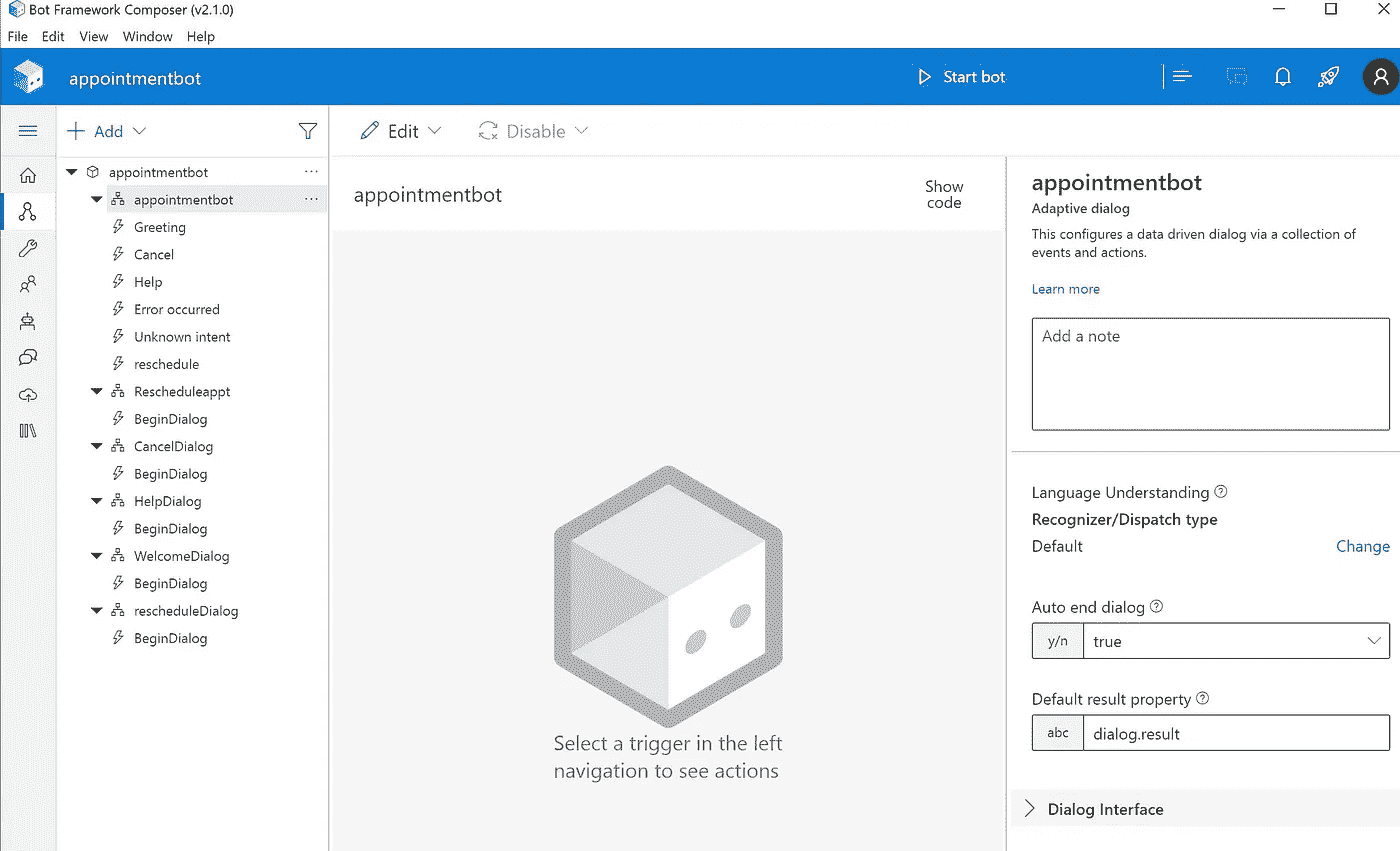 Bot Framework Composer (v2.1.0)
File Edit View Window Help
appointmentbot
Start bot
Add
Edit
Disable
appointmentbot
appointmentbot
Greeting
Cancel
Help
Error occurred
Unknown intent
reschedule
Rescheduleappt
BeginDialog
CancelDialog
BeginDialog
HelpDialog
BeginDialog
WelcomeDialog
BeginDialog
rescheduleDialog
BeginDialog
appointmentbot
Show
code
Select a trigger in the left
navigation to see actions
appointmentbot
Adaptive dialog
This configures a data driven dialog via a collection of
events and actions.
Learn more
Add a note
Language Understanding
Recognizer/Dispatch type
Default
Change
Auto end dialog
y/n true
Default result property
abc dialog.result
Dialog Interface